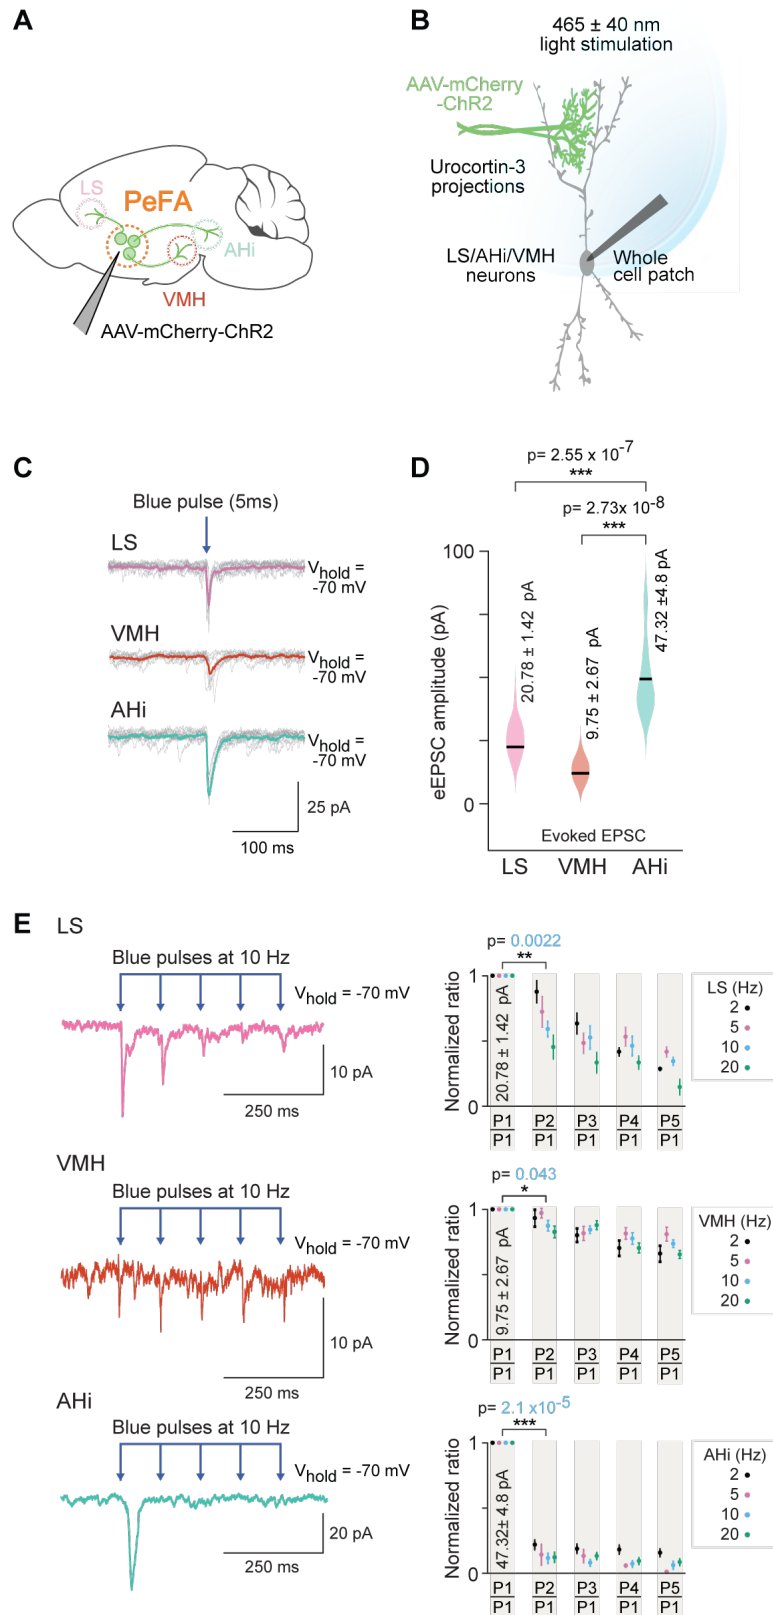 A
LS
PeFA
AHi
VMH
AAV-mCherry-ChR2
B
465 ± 40 nm
light stimulation
AAV-mCherry
-ChR2
Urocortin-3
projections
LS/AHi/VMH
neurons
Whole
cell patch
C
Blue pulse (5ms)
LS
Vhold =
-70 mV
VMH
Vhold =
-70 mV
AHi
Vhold =
-70 mV
25 pA
100 ms
D
p= 2.55 x 10-7
***
p= 2.73x 10-8
***
100
eEPSC amplitude (pA)
0
20.78 ± 1.42 pA
9.75 ± 2.67 pA
47.32 ±4.8 pA
Evoked EPSC
LS VMH AHi
E
LS
Blue pulses at 10 Hz
Vhold = -70 mV
10 pA
250 ms
p= 0.0022
**
1
Normalized ratio
0
20.78 ± 1.42 pA
P1 P2 P3 P4 P5
P1 P1 P1 P1 P1
LS (Hz)
2
5
10
20
VMH
Blue pulses at 10 Hz
Vhold = -70 mV
10 pA
250 ms
p= 0.043
*
1
Normalized ratio
0
9.75 ± 2.67 pA
P1 P2 P3 P4 P5
P1 P1 P1 P1 P1
VMH (Hz)
2
5
10
20
AHi
Blue pulses at 10 Hz
Vhold = -70 mV
20 pA
250 ms
p= 2.1 x10-5
***
1
Normalized ratio
0
47.32± 4.8 pA
P1 P2 P3 P4 P5
P1 P1 P1 P1 P1
AHi (Hz)
2
5
10
20